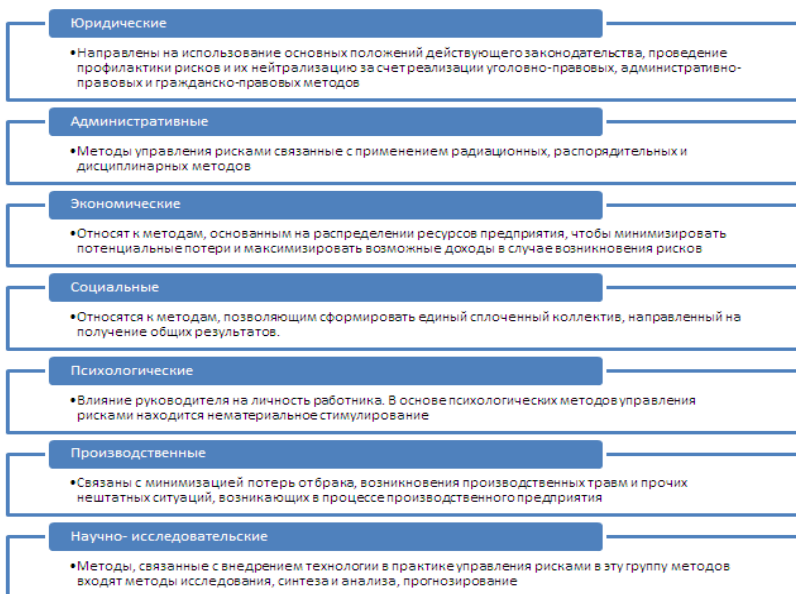 Юридические
•Направлены на использование основных положений действующего законодательства, проведение
профилактики рисков и их нейтрализацию за счет реализации уголовно-правовых, административно-
правовых и гражданско-правовых методов
Административные
•Методы управления рисками связанные с применением радиационных, распорядительных и
дисциплинарных методов
Экономические
•Относят к методам, основанным на распределении ресурсов предприятия, чтобы минимизировать
потенциальные потери и максимизировать возможные доходы в случае возникновения рисков
Социальные
•Относятся к методам, позволяющим сформировать единый сплоченный коллектив, направленный на
получение общих результатов.
Психологические
•Влияние руководителя на личность работника. В основе психологических методов управления
рисками находится нематериальное стимулирование
Производственные
•Связаны с минимизацией потерь от брака, возникновения производственных травм и прочих
нештатных ситуаций, возникающих в процессе производственного предприятия
Научно- исследовательские
•Методы, связанные с внедрением технологии в практике управления рисками в эту группу методов
входят методы исследования, синтеза и анализа, прогнозирование